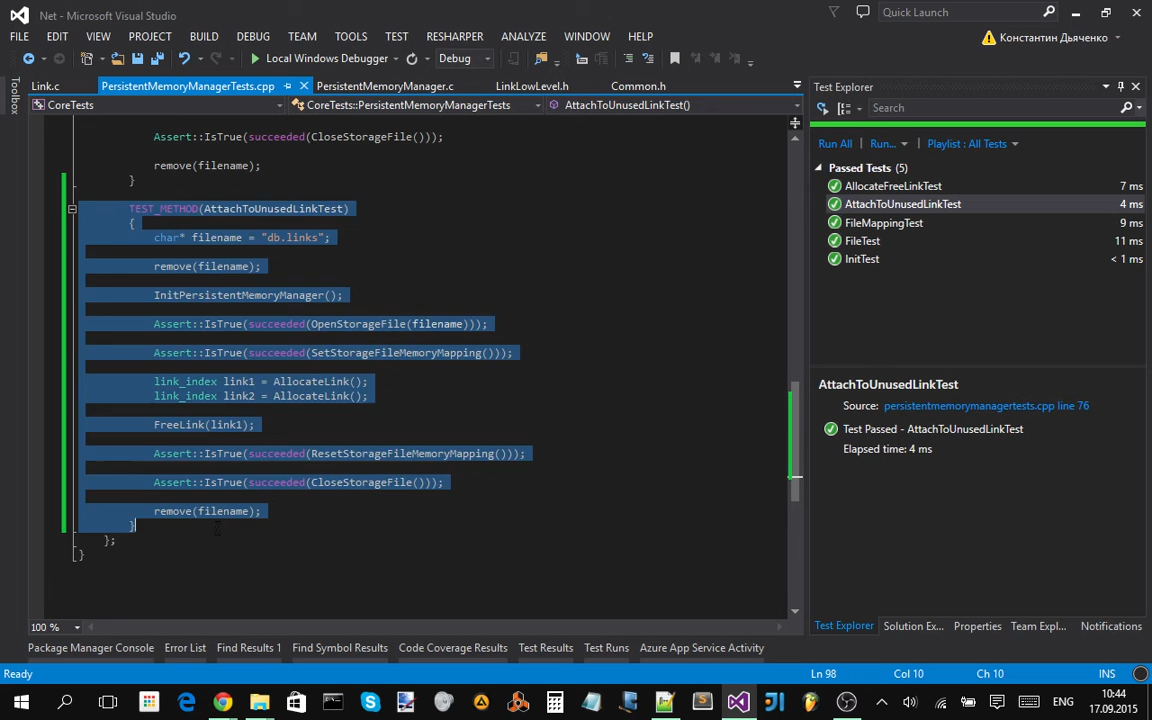 Net - Microsoft Visual Studio
Quick Launch
FILE EDIT VIEW PROJECT BUILD DEBUG TEAM TOOLS TEST RESHARPER ANALYZE WINDOW HELP
Константин Дьяченко
Local Windows Debugger
Debug
Toolbox
Link.c PersistentMemoryManagerTests.cpp PersistentMemoryManager.c LinkLowLevel.h Common.h
CoreTests CoreTests::PersistentMemoryManagerTests AttachToUnusedLinkTest()
Assert::IsTrue(succeeded(CloseStorageFile()));
remove(filename);
}
TEST_METHOD(AttachToUnusedLinkTest)
{
char* filename = "db.links";
remove(filename);
InitPersistentMemoryManager();
Assert::IsTrue(succeeded(OpenStorageFile(filename)));
Assert::IsTrue(succeeded(SetStorageFileMemoryMapping()));
link_index link1 = AllocateLink();
link_index link2 = AllocateLink();
FreeLink(link1);
Assert::IsTrue(succeeded(ResetStorageFileMemoryMapping()));
Assert::IsTrue(succeeded(CloseStorageFile()));
remove(filename);
}
};
}
100 %
Test Explorer
Search
Run All Run... Playlist : All Tests
Passed Tests (5)
AllocateFreeLinkTest 7 ms
AttachToUnusedLinkTest 4 ms
FileMappingTest 9 ms
FileTest 11 ms
InitTest < 1 ms
AttachToUnusedLinkTest
Source: persistentmemorymanagertests.cpp line 76
Test Passed - AttachToUnusedLinkTest
Elapsed time: 4 ms
Test Explorer Solution Ex... Properties Team Expl... Notifications
Package Manager Console Error List Find Results 1 Find Symbol Results Code Coverage Results Test Results Test Runs Azure App Service Activity
Ready Ln 98 Col 10 Ch 10 INS
ENG
10:44
17.09.2015